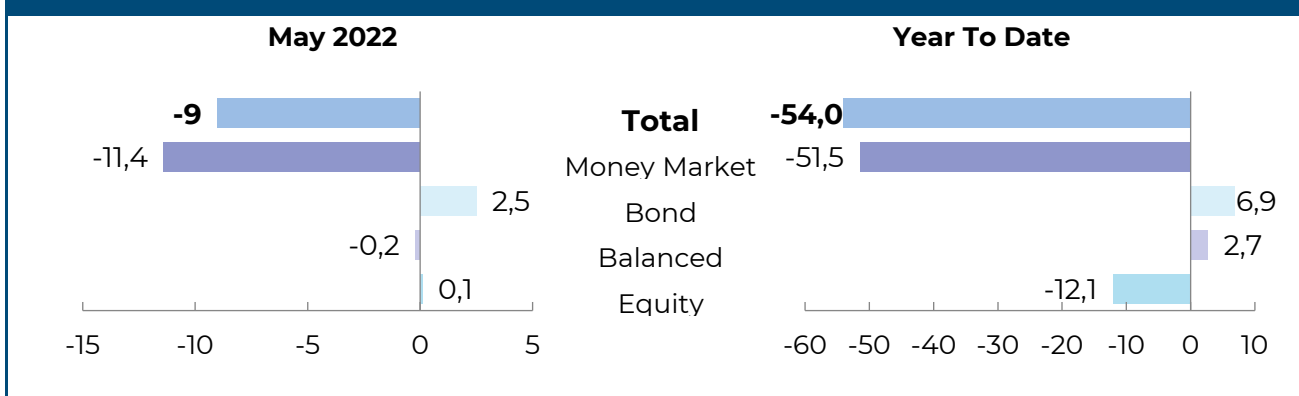 May 2022
Year To Date
-9
Total
-54,0
-11,4
Money Market
-51,5
2,5
Bond
6,9
-0,2
Balanced
2,7
0,1
Equity
-12,1
-15 -10 -5 0 5
-60 -50 -40 -30 -20 -10 0 10